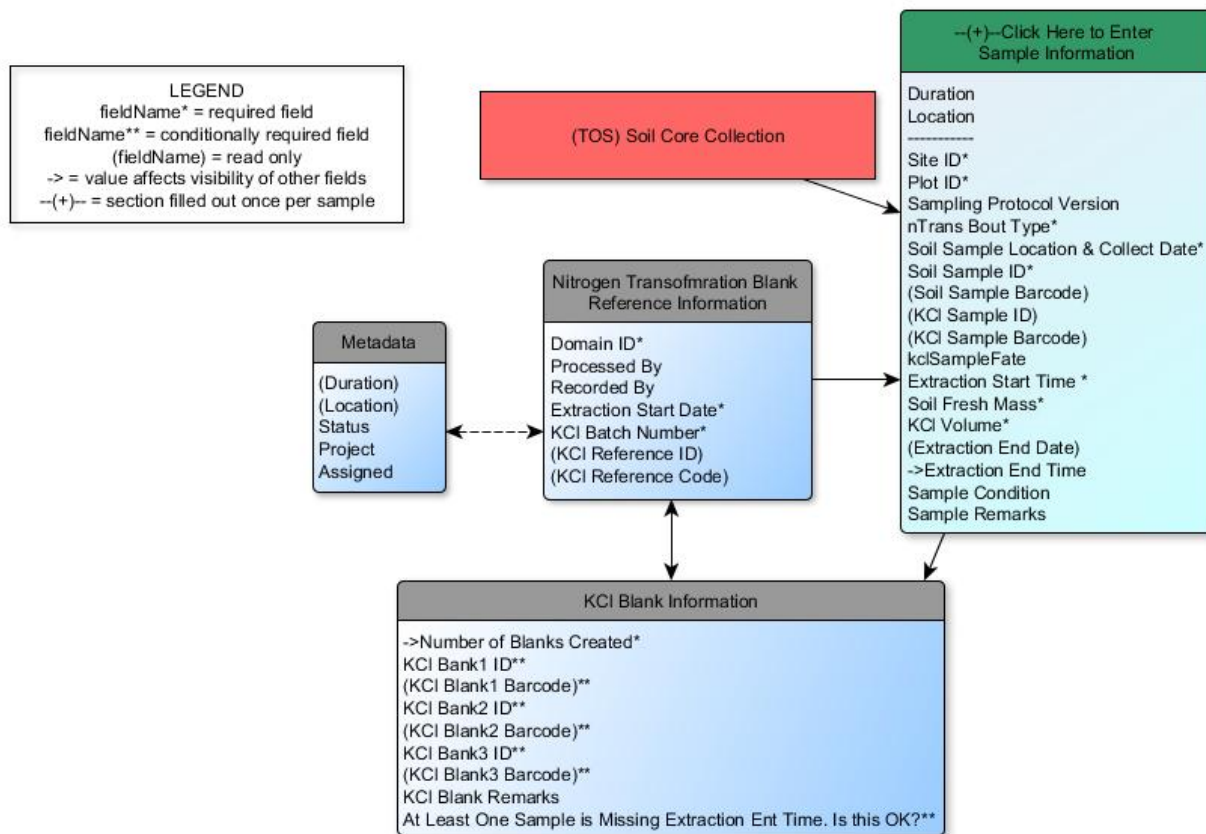 LEGEND
fieldName* = required field
fieldName** = conditionally required field
(fieldName) = read only
-> = value affects visibility of other fields
--(+)-- = section filled out once per sample
(TOS) Soil Core Collection
--(+)--Click Here to Enter
Sample Information
Duration
Location
-----------
Site ID*
Plot ID*
Sampling Protocol Version
nTrans Bout Type*
Soil Sample Location & Collect Date*
Soil Sample ID*
(Soil Sample Barcode)
(KCl Sample ID)
(KCl Sample Barcode)
kclSampleFate
Extraction Start Time *
Soil Fresh Mass*
KCl Volume*
(Extraction End Date)
->Extraction End Time
Sample Condition
Sample Remarks
Nitrogen Transofmration Blank
Reference Information
Domain ID*
Processed By
Recorded By
Extraction Start Date*
KCl Batch Number*
(KCl Reference ID)
(KCl Reference Code)
Metadata
(Duration)
(Location)
Status
Project
Assigned
KCl Blank Information
->Number of Blanks Created*
KCl Bank1 ID**
(KCl Blank1 Barcode)**
KCl Bank2 ID**
(KCl Blank2 Barcode)**
KCl Bank3 ID**
(KCl Blank3 Barcode)**
KCl Blank Remarks
At Least One Sample is Missing Extraction Ent Time. Is this OK?**